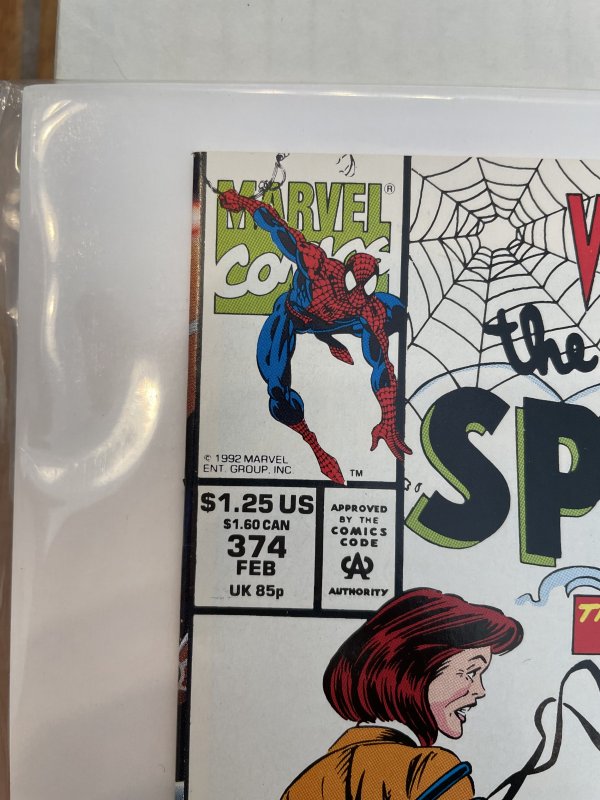 MARVEL®
COMICS
© 1992 MARVEL
ENT. GROUP, INC.
TM
$1.25 US
$1.60 CAN
374
FEB
UK 85p
APPROVED
BY THE
COMICS
CODE
CA
AUTHORITY
the
SP